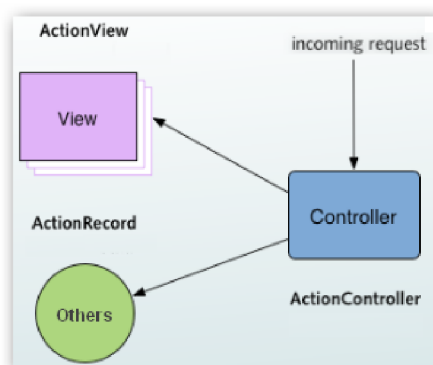 ActionView
incoming request
View
Controller
ActionRecord
ActionController
Others